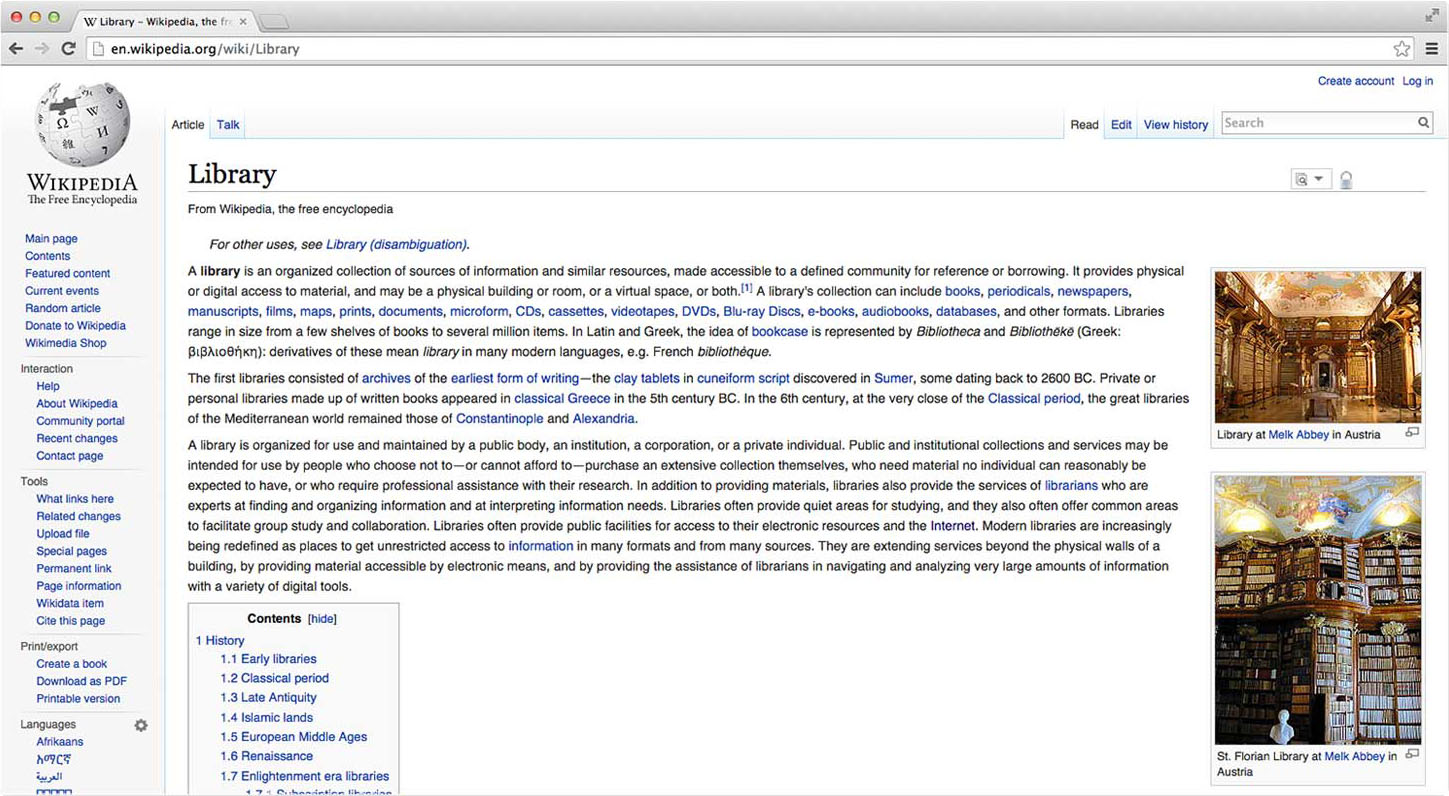 Library – Wikipedia, the fre
en.wikipedia.org/wiki/Library
Create account Log in
Article Talk
Read Edit View history Search
WIKIPEDIA
The Free Encyclopedia
Main page
Contents
Featured content
Current events
Random article
Donate to Wikipedia
Wikimedia Shop
Interaction
Help
About Wikipedia
Community portal
Recent changes
Contact page
Tools
What links here
Related changes
Upload file
Special pages
Permanent link
Page information
Wikidata item
Cite this page
Print/export
Create a book
Download as PDF
Printable version
Languages
Afrikaans
አማርኛ
العربية
Library
From Wikipedia, the free encyclopedia
For other uses, see Library (disambiguation).
A library is an organized collection of sources of information and similar resources, made accessible to a defined community for reference or borrowing. It provides physical
or digital access to material, and may be a physical building or room, or a virtual space, or both.[1] A library's collection can include books, periodicals, newspapers,
manuscripts, films, maps, prints, documents, microform, CDs, cassettes, videotapes, DVDs, Blu-ray Discs, e-books, audiobooks, databases, and other formats. Libraries
range in size from a few shelves of books to several million items. In Latin and Greek, the idea of bookcase is represented by Bibliotheca and Bibliothēkē (Greek:
βιβλιοθήκη): derivatives of these mean library in many modern languages, e.g. French bibliothèque.
The first libraries consisted of archives of the earliest form of writing—the clay tablets in cuneiform script discovered in Sumer, some dating back to 2600 BC. Private or
personal libraries made up of written books appeared in classical Greece in the 5th century BC. In the 6th century, at the very close of the Classical period, the great libraries
of the Mediterranean world remained those of Constantinople and Alexandria.
A library is organized for use and maintained by a public body, an institution, a corporation, or a private individual. Public and institutional collections and services may be
intended for use by people who choose not to—or cannot afford to—purchase an extensive collection themselves, who need material no individual can reasonably be
expected to have, or who require professional assistance with their research. In addition to providing materials, libraries also provide the services of librarians who are
experts at finding and organizing information and at interpreting information needs. Libraries often provide quiet areas for studying, and they also often offer common areas
to facilitate group study and collaboration. Libraries often provide public facilities for access to their electronic resources and the Internet. Modern libraries are increasingly
being redefined as places to get unrestricted access to information in many formats and from many sources. They are extending services beyond the physical walls of a
building, by providing material accessible by electronic means, and by providing the assistance of librarians in navigating and analyzing very large amounts of information
with a variety of digital tools.
Contents [hide]
1 History
1.1 Early libraries
1.2 Classical period
1.3 Late Antiquity
1.4 Islamic lands
1.5 European Middle Ages
1.6 Renaissance
1.7 Enlightenment era libraries
1.7.1 Subscription libraries
Library at Melk Abbey in Austria
St. Florian Library at Melk Abbey in
Austria